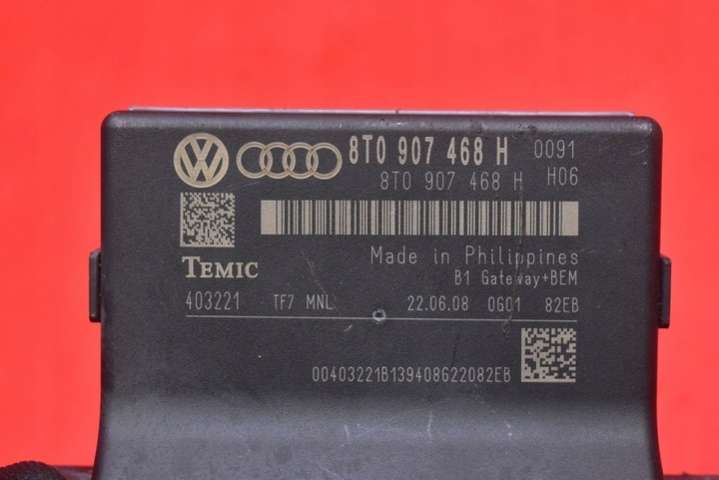 8T0 907 468 H 0091
8T0 907 468 H H06
TEMIC
Made in Philippines
B1 Gateway+BEM
403221 TF7 MNL 22.06.08 0G01 82EB
00403221B139408622082EB